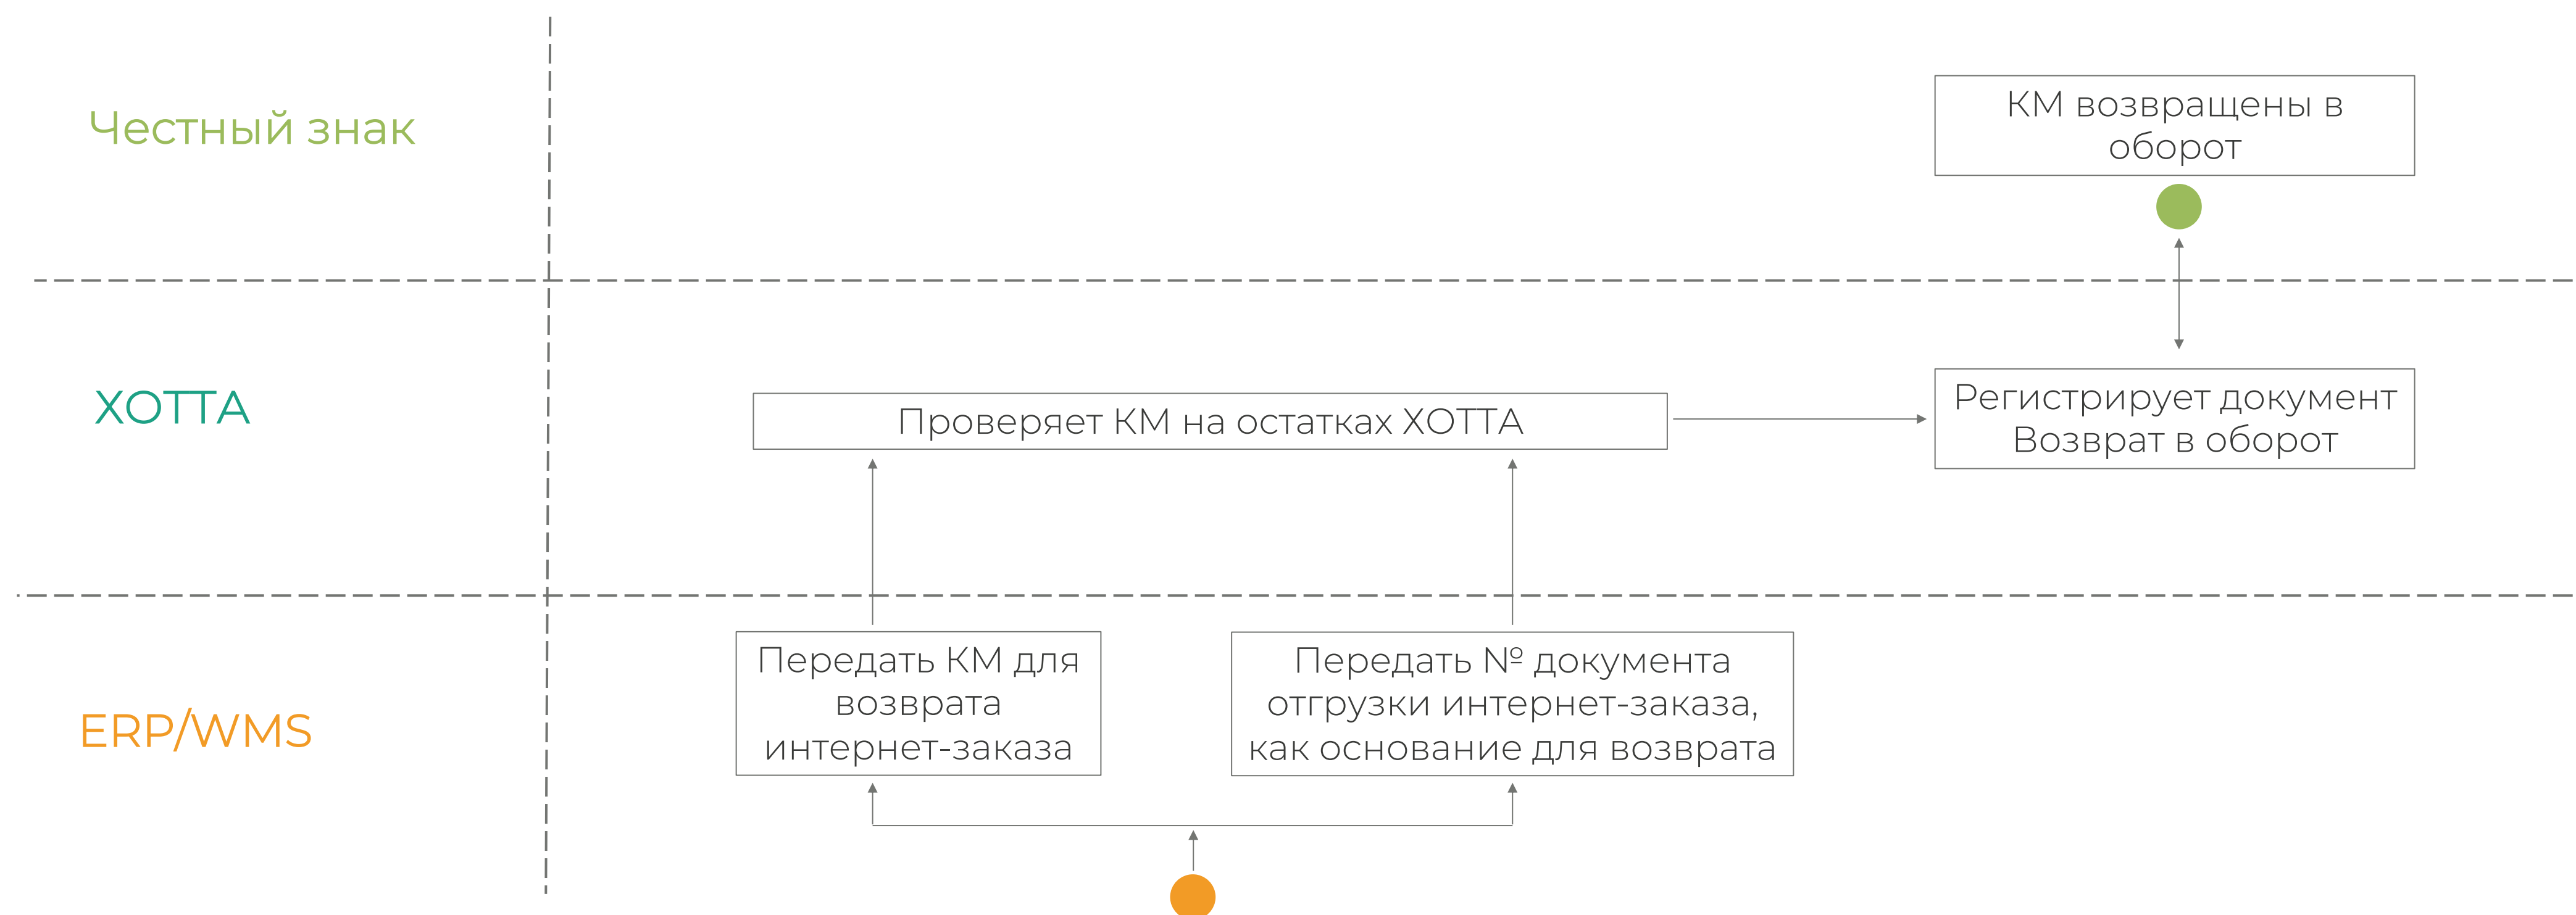 Честный знак
КМ возвращены в
оборот
ХОТТА
Проверяет КМ на остатках ХОТТА
Регистрирует документ
Возврат в оборот
ERP/WMS
Передать КМ для
возврата
интернет-заказа
Передать № документа
отгрузки интернет-заказа,
как основание для возврата